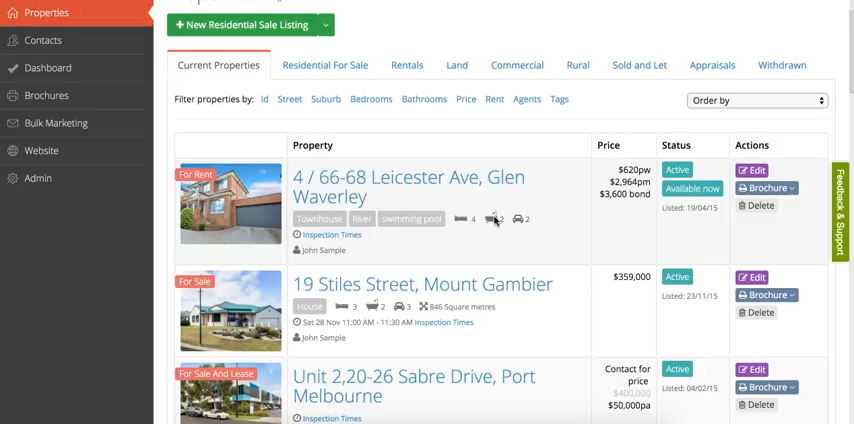 Properties
Contacts
Dashboard
Brochures
Bulk Marketing
Website
Admin
New Residential Sale Listing
Current Properties Residential For Sale Rentals Land Commercial Rural Sold and Let Appraisals Withdrawn
Filter properties by: Id Street Suburb Bedrooms Bathrooms Price Rent Agents Tags
Order by
Property Price Status Actions
For Rent
4 / 66-68 Leicester Ave, Glen
Waverley
Townhouse River swimming pool 4 2 2
Inspection Times
John Sample
$620pw
$2,964pm
$3,600 bond
Active
Available now
Listed: 19/04/15
Edit
Brochure
Delete
For Sale
19 Stiles Street, Mount Gambier
House 3 2 3 846 Square metres
Sat 28 Nov 11:00 AM - 11:30 AM Inspection Times
John Sample
$359,000
Active
Listed: 23/11/15
Edit
Brochure
Delete
For Sale And Lease
Unit 2,20-26 Sabre Drive, Port
Melbourne
Inspection Times
Contact for
price
$400,000
$50,000pa
Active
Listed: 04/02/15
Edit
Brochure
Delete
Feedback & Support